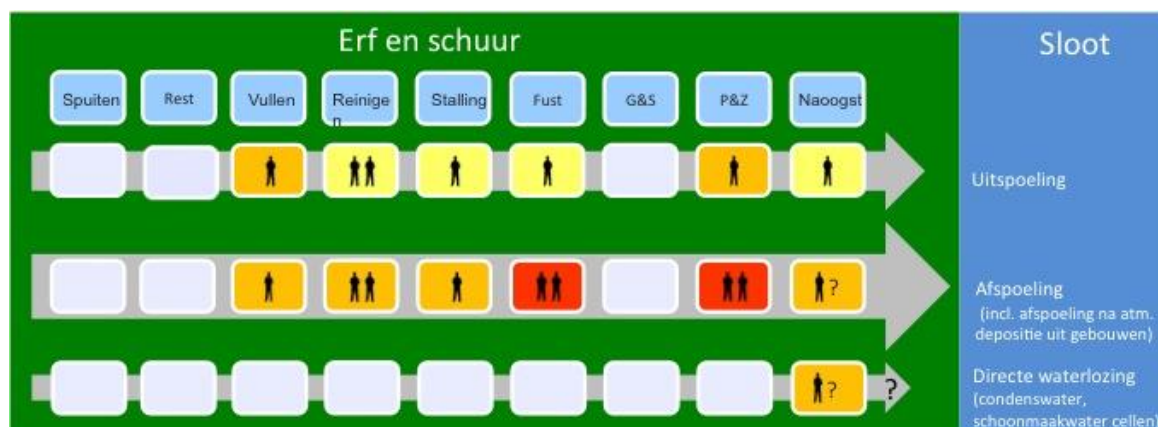 Erf en schuur
Sloot
Spuiten
Rest
Vullen
Reinige
n
Stalling
Fust
G&S
P&Z
Naoogst
Uitspoeling
?
Afspoeling
(incl. afspoeling na atm.
depositie uit gebouwen)
? ?
Directe waterlozing
(condenswater,
schoonmaakwater cellen)